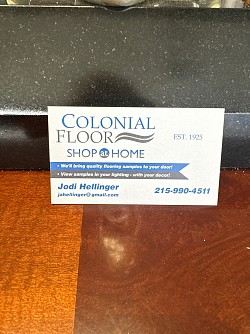 COLONIAL
FLOOR
EST. 1925
SHOP at HOME
• We'll bring quality flooring samples to your door!
• View samples in your lighting - with your decor!
Jodi Hellinger
215-990-4511
jahellinger@gmail.com